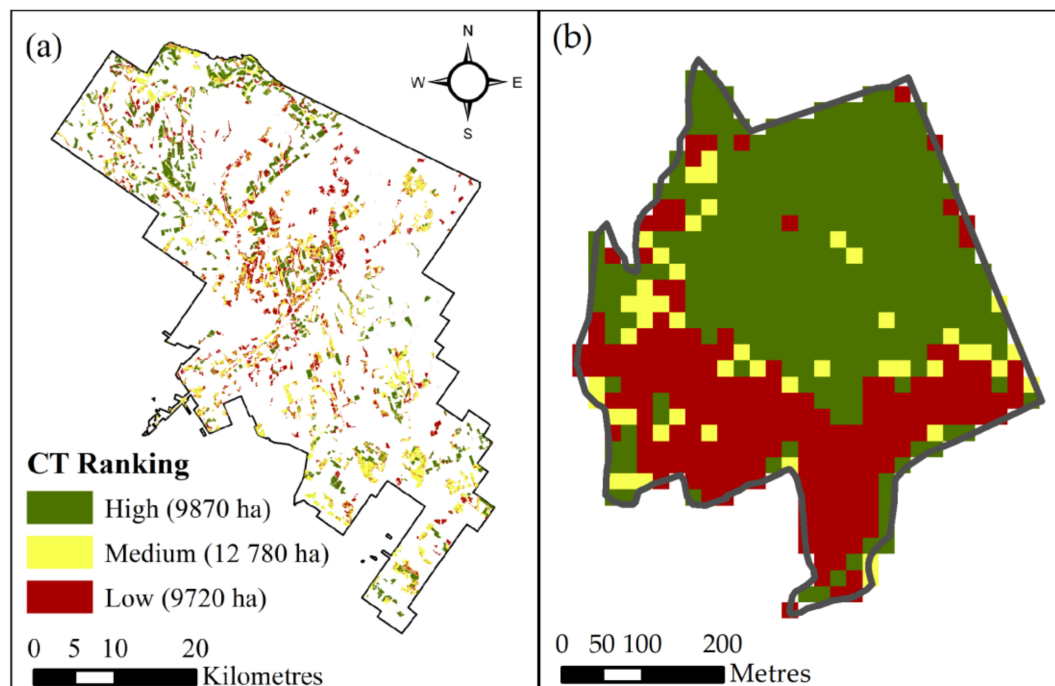 (a)
N
W E
S
CT Ranking
High (9870 ha)
Medium (12 780 ha)
Low (9720 ha)
0 5 10 20
Kilometres
(b)
0 50 100 200
Metres